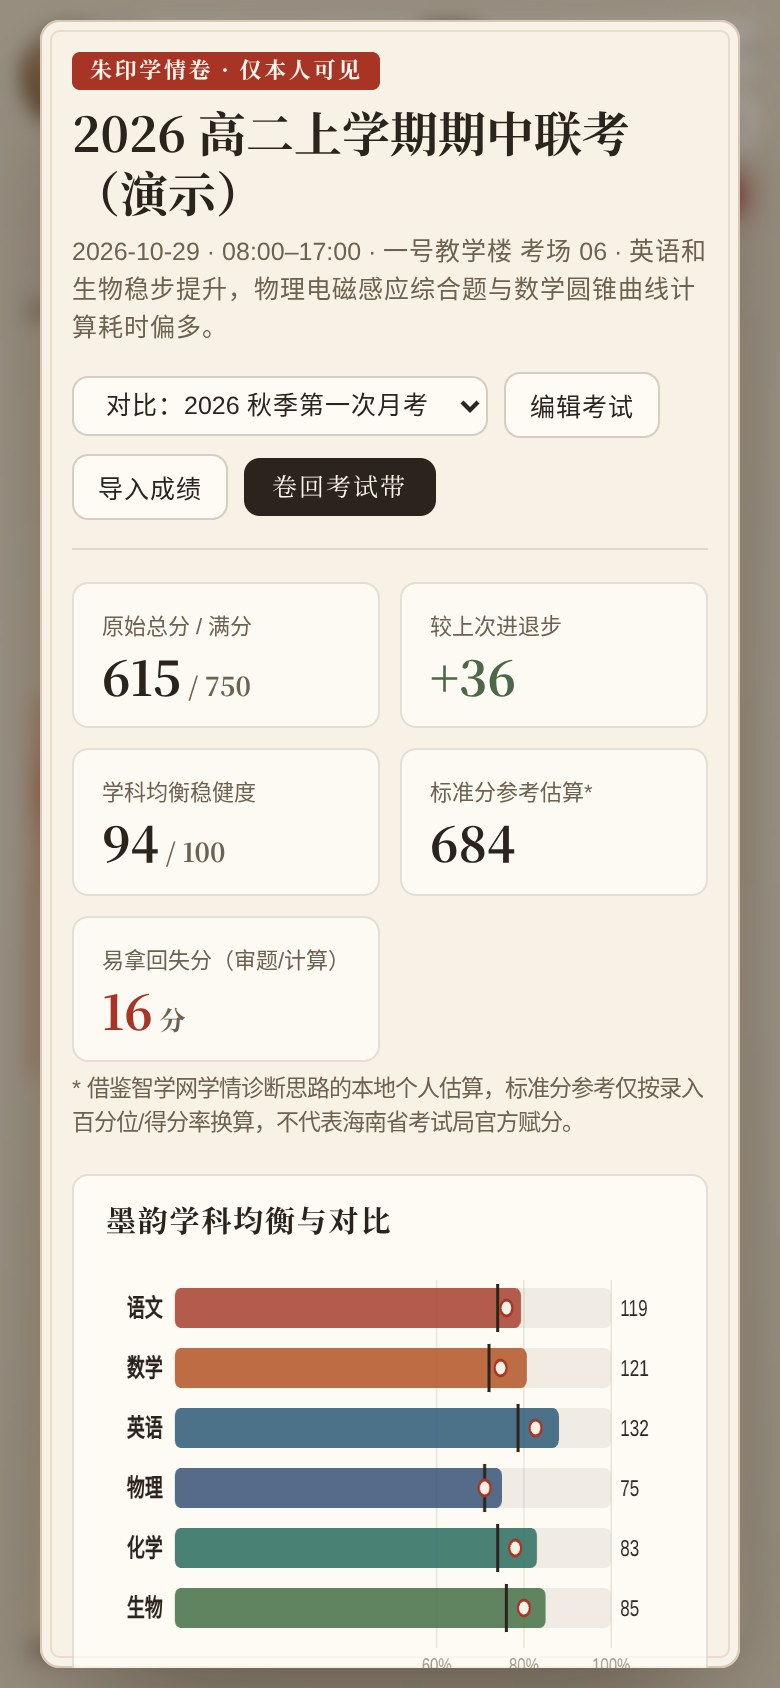 朱印学情卷 · 仅本人可见
2026 高二上学期期中联考
（演示）
2026-10-29 · 08:00–17:00 · 一号教学楼 考场 06 · 英语和
生物稳步提升，物理电磁感应综合题与数学圆锥曲线计
算耗时偏多。
对比：2026 秋季第一次月考
编辑考试
导入成绩
卷回考试带
原始总分 / 满分
615 / 750
较上次进退步
+36
学科均衡稳健度
94 / 100
标准分参考估算*
684
易拿回失分（审题/计算）
16 分
* 借鉴智学网学情诊断思路的本地个人估算，标准分参考仅按录入
百分位/得分率换算，不代表海南省考试局官方赋分。
墨韵学科均衡与对比
语文 119
数学 121
英语 132
物理 75
化学 83
生物 85
60% 80% 100%